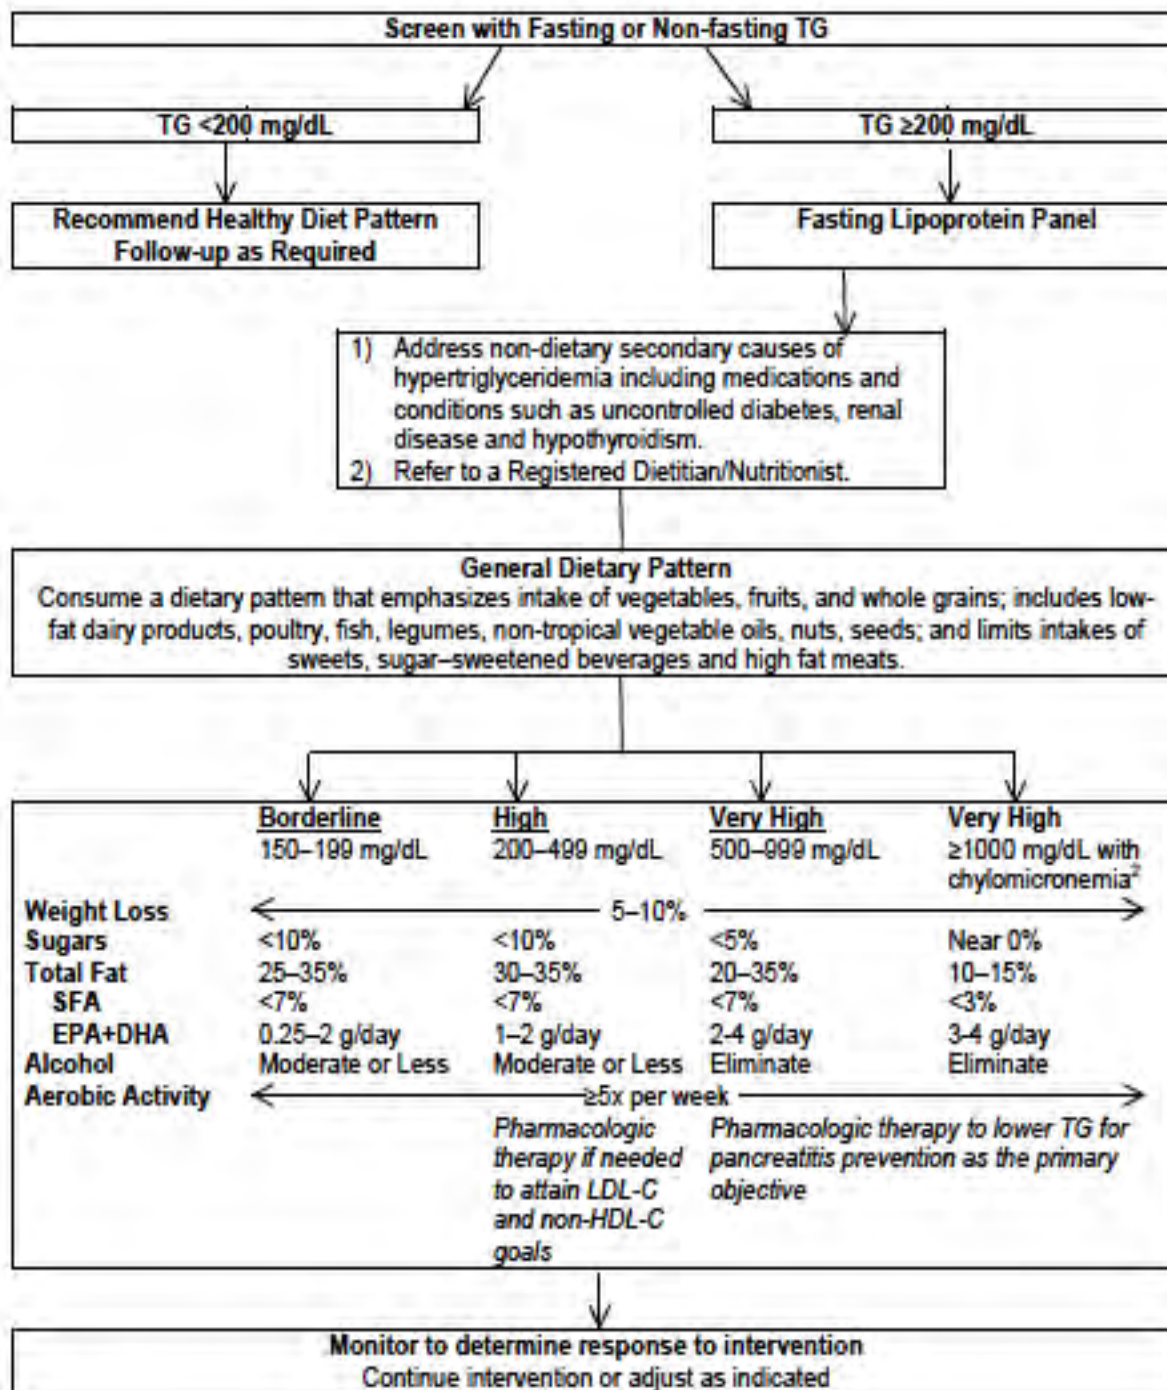 Screen with Fasting or Non-fasting TG
TG <200 mg/dL
TG ≥200 mg/dL
Recommend Healthy Diet Pattern
Follow-up as Required
Fasting Lipoprotein Panel
1) Address non-dietary secondary causes of
hypertriglyceridemia including medications and
conditions such as uncontrolled diabetes, renal
disease and hypothyroidism.
2) Refer to a Registered Dietitian/Nutritionist.
General Dietary Pattern
Consume a dietary pattern that emphasizes intake of vegetables, fruits, and whole grains; includes low-
fat dairy products, poultry, fish, legumes, non-tropical vegetable oils, nuts, seeds; and limits intakes of
sweets, sugar–sweetened beverages and high fat meats.
Borderline High Very High Very High
150–199 mg/dL 200–499 mg/dL 500–999 mg/dL ≥1000 mg/dL with
chylomicronemia²
Weight Loss 5–10%
Sugars <10% <10% <5% Near 0%
Total Fat 25–35% 30–35% 20–35% 10–15%
SFA <7% <7% <7% <3%
EPA+DHA 0.25–2 g/day 1–2 g/day 2-4 g/day 3-4 g/day
Alcohol Moderate or Less Moderate or Less Eliminate Eliminate
Aerobic Activity ≥5x per week
Pharmacologic
therapy if needed
to attain LDL-C
and non-HDL-C
goals
Pharmacologic therapy to lower TG for
pancreatitis prevention as the primary
objective
Monitor to determine response to intervention
Continue intervention or adjust as indicated